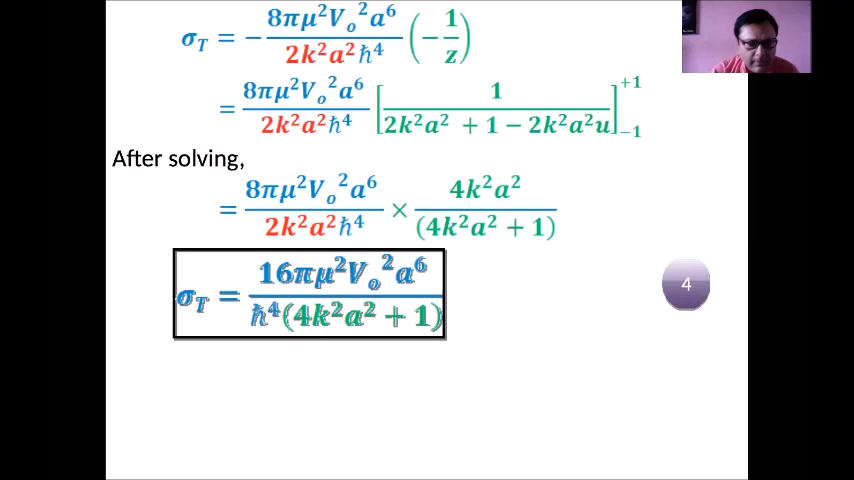 σ_T = −(8πμ²V_o²a⁶)/(2k²a²ħ⁴) (−1/z)
= (8πμ²V_o²a⁶)/(2k²a²ħ⁴) [1/(2k²a² + 1 − 2k²a²u)]₋₁⁺¹
After solving,
= (8πμ²V_o²a⁶)/(2k²a²ħ⁴) × (4k²a²)/((4k²a² + 1))
σ_T = (16πμ²V_o²a⁶)/(ħ⁴(4k²a² + 1))
4